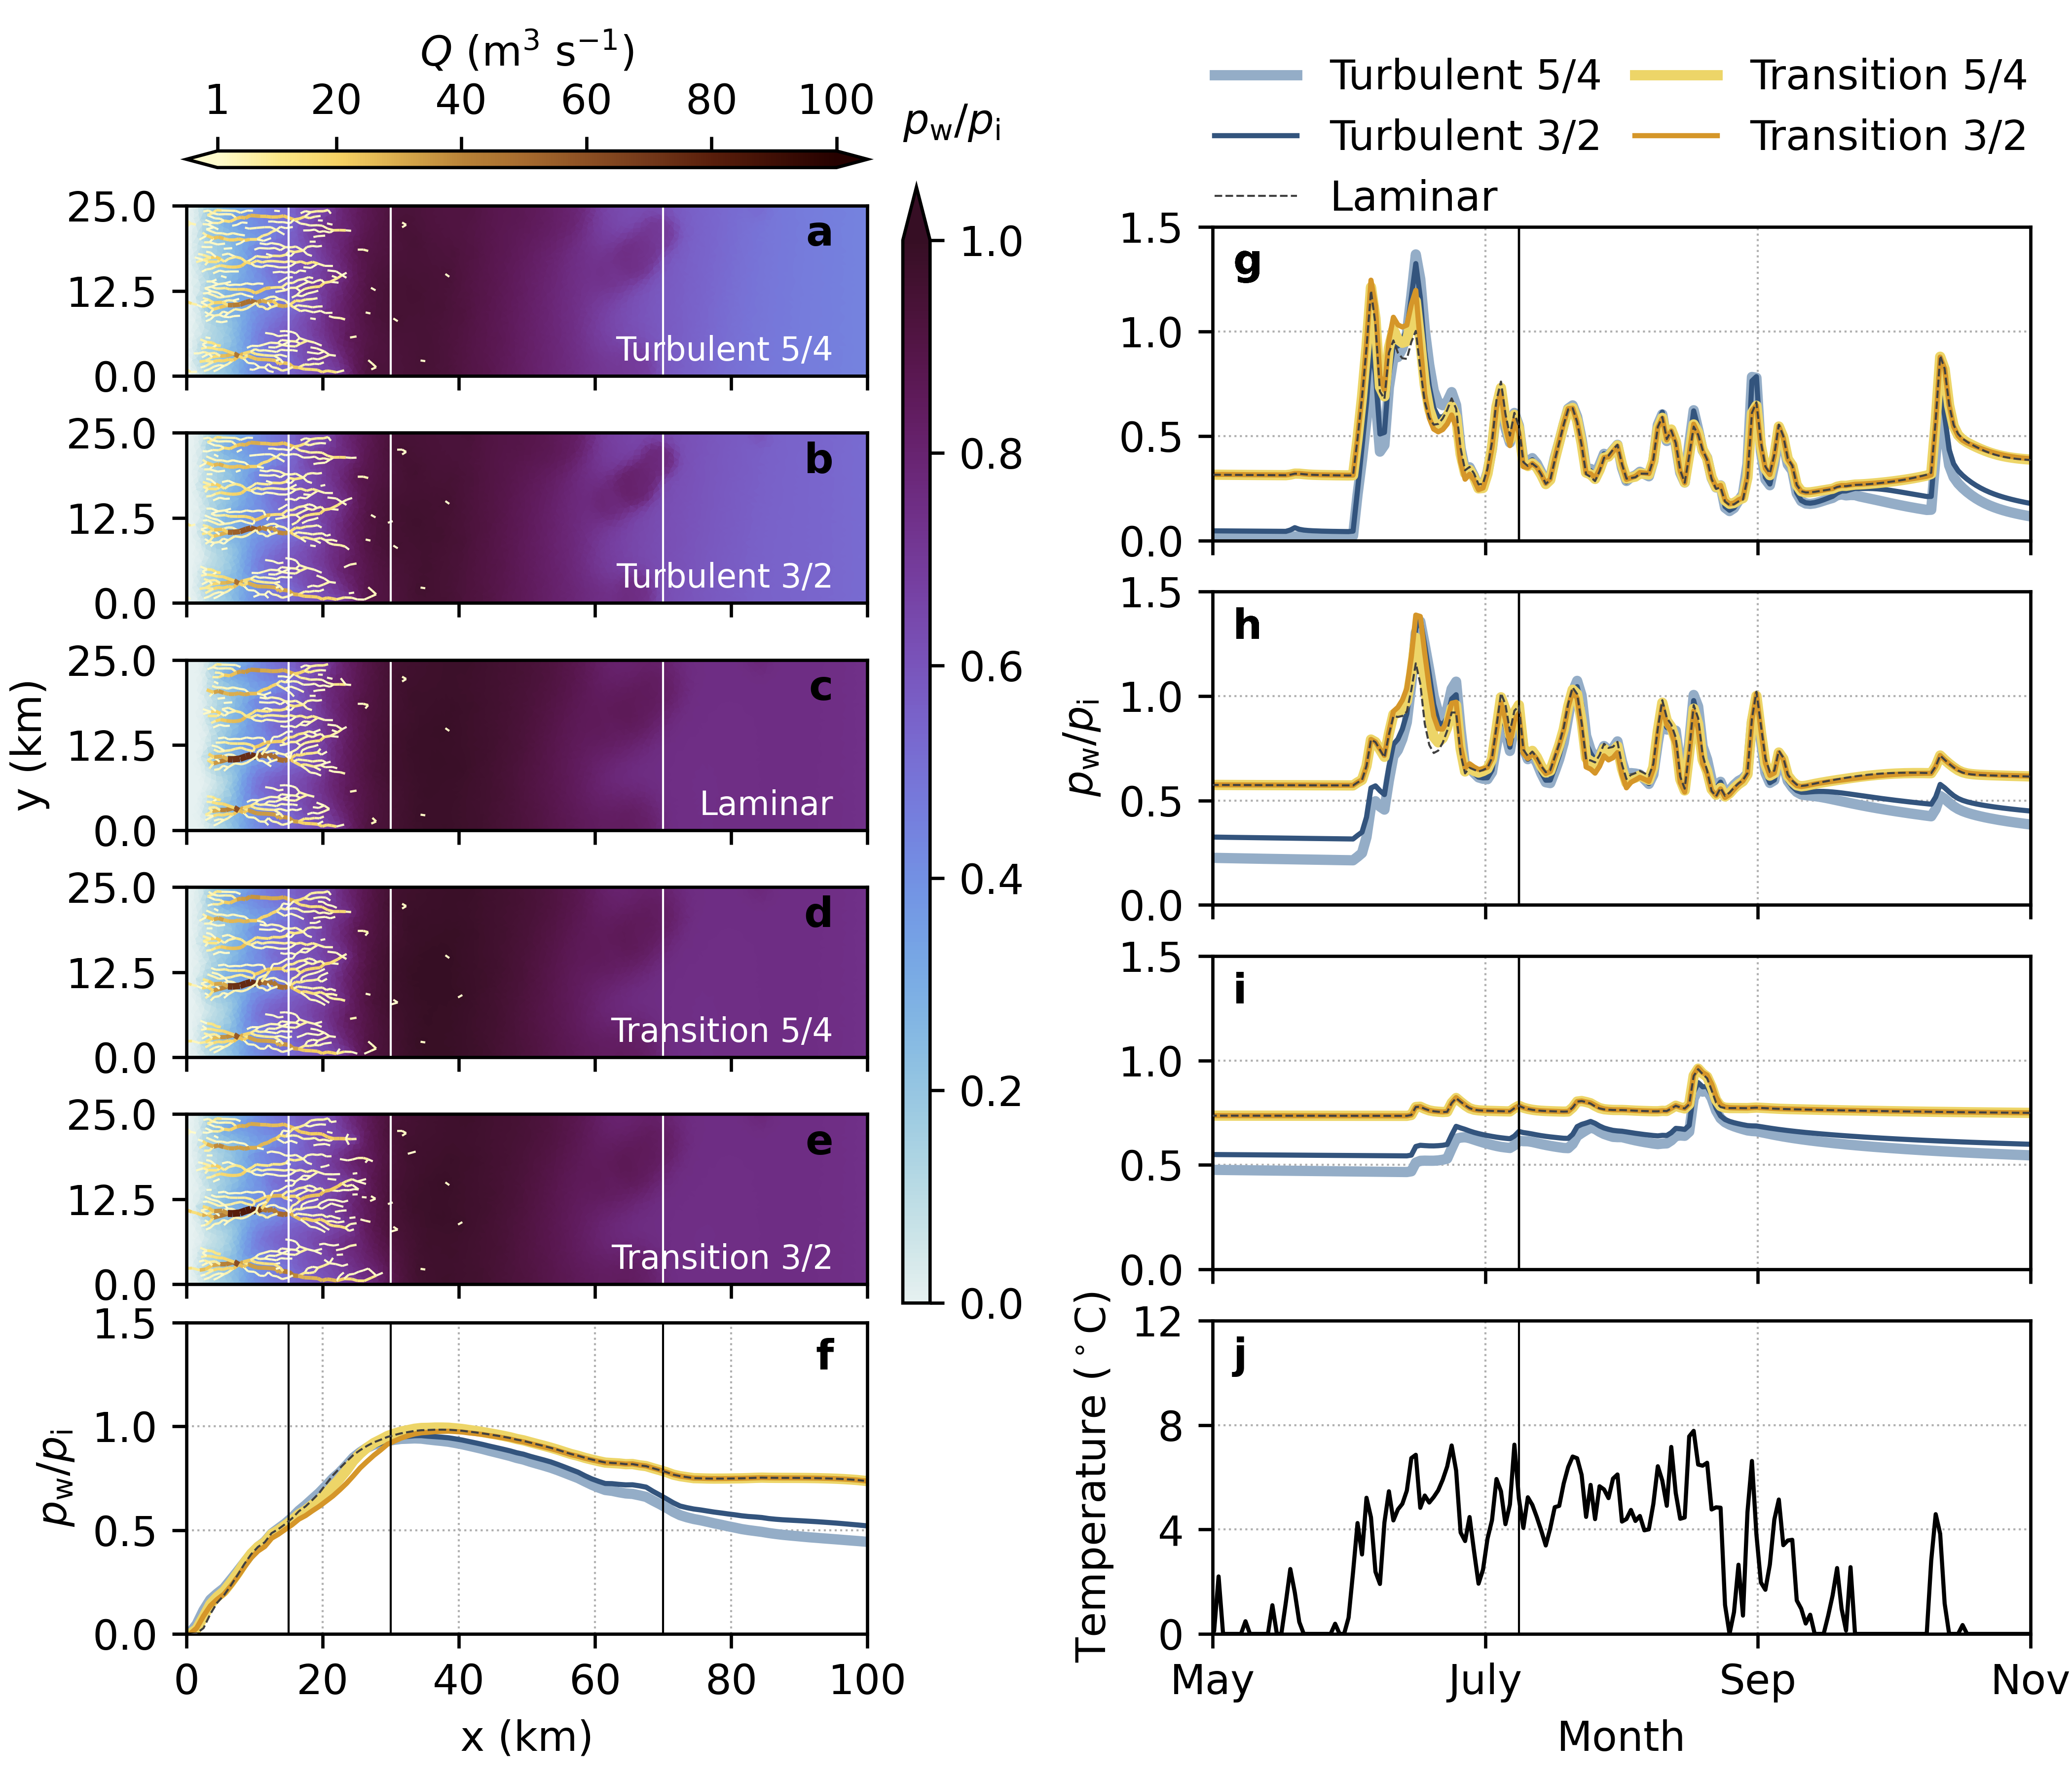 Q (m³ s⁻¹)
1 20 40 60 80 100
p_w/p_i
1.0
0.8
0.6
0.4
0.2
0.0
y (km)
25.0
12.5
0.0
a
Turbulent 5/4
25.0
12.5
0.0
b
Turbulent 3/2
25.0
12.5
0.0
c
Laminar
25.0
12.5
0.0
d
Transition 5/4
25.0
12.5
0.0
e
Transition 3/2
p_w/p_i
1.5
1.0
0.5
0.0
f
0 20 40 60 80 100
x (km)
Turbulent 5/4 Transition 5/4
Turbulent 3/2 Transition 3/2
Laminar
1.5
1.0
0.5
0.0
g
p_w/p_i
1.5
1.0
0.5
0.0
h
1.5
1.0
0.5
0.0
i
Temperature (°C)
12
8
4
0
j
May July Sep Nov
Month